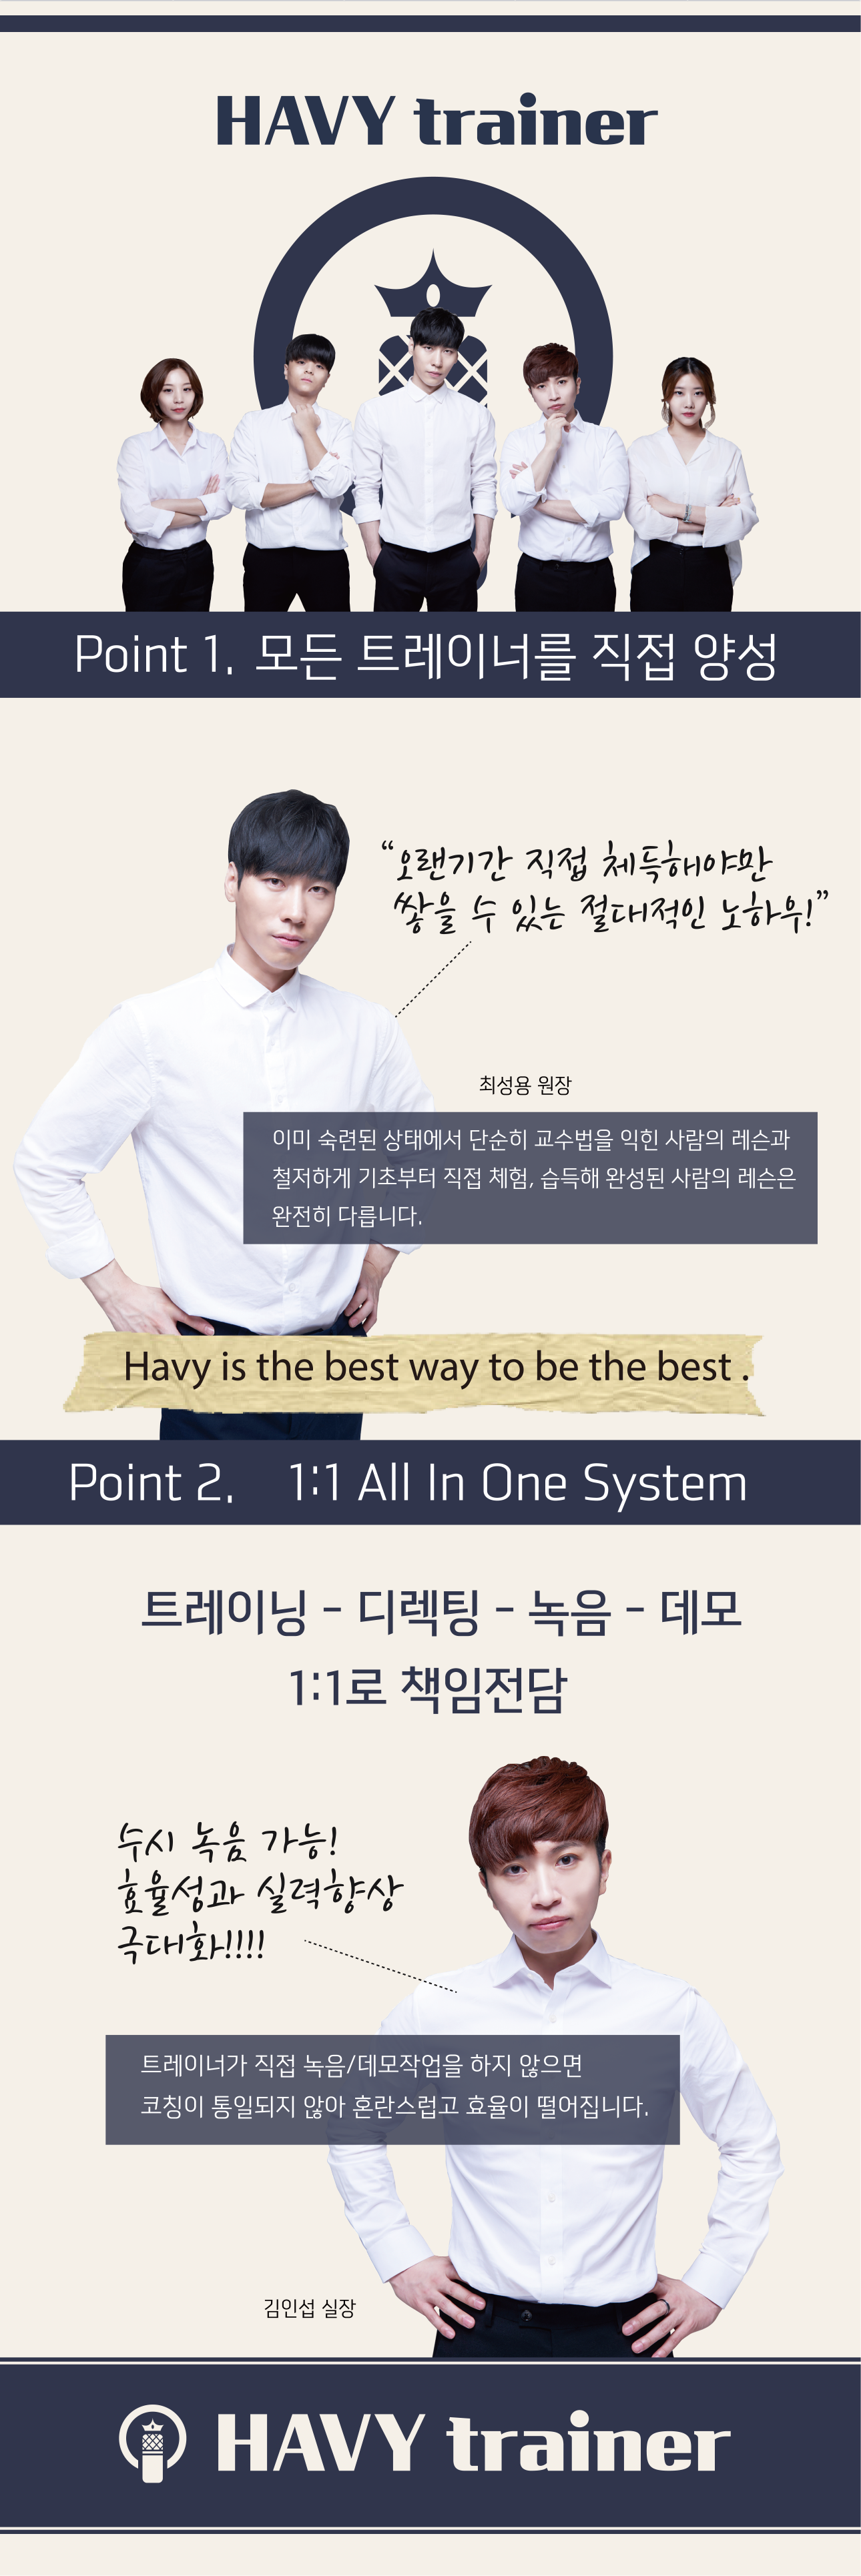 HAVY trainer
Point 1. 모든 트레이너를 직접 양성
“오랜기간 직접 체득해야만
쌓을 수 있는 절대적인 노하우!”
최성용 원장
이미 숙련된 상태에서 단순히 교수법을 익힌 사람의 레슨과
철저하게 기초부터 직접 체험, 습득해 완성된 사람의 레슨은
완전히 다릅니다.
Havy is the best way to be the best .
Point 2. 1:1 All In One System
트레이닝 - 디렉팅 - 녹음 - 데모
1:1로 책임전담
수시 녹음 가능!
효율성과 실력향상
극대화!!!!
트레이너가 직접 녹음/데모작업을 하지 않으면
코칭이 통일되지 않아 혼란스럽고 효율이 떨어집니다.
김인섭 실장
HAVY trainer